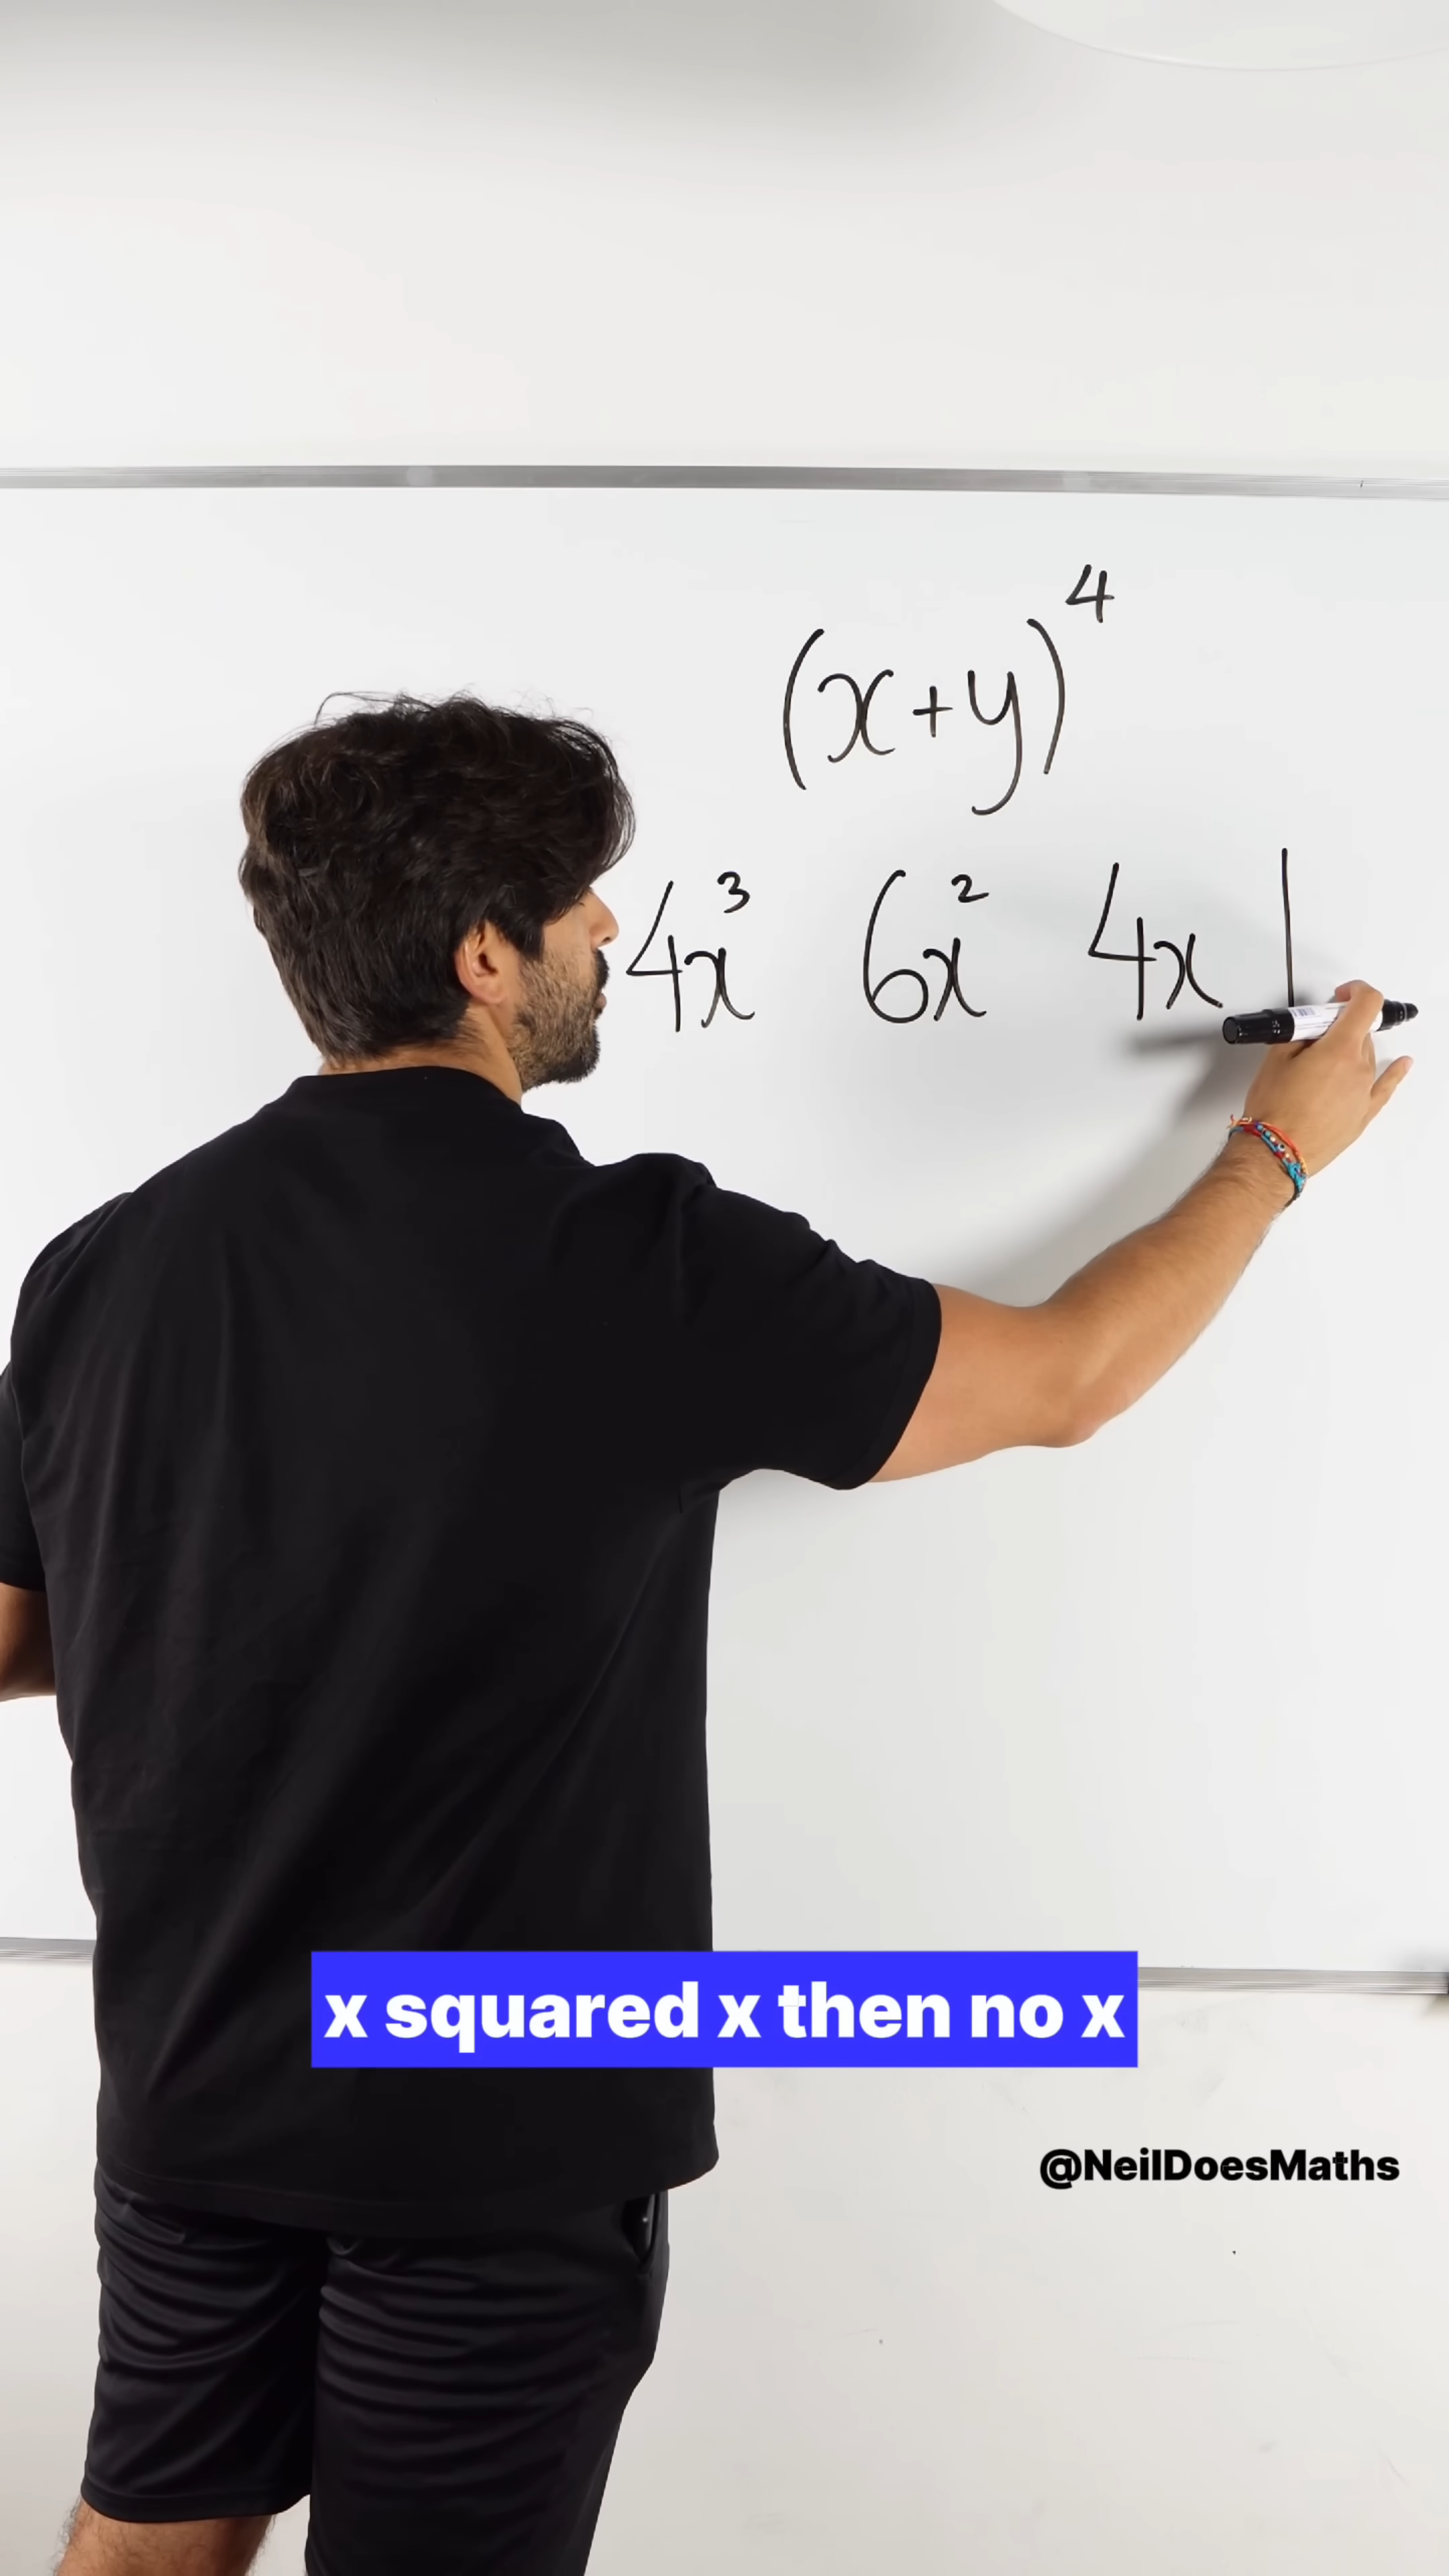 (x+y)⁴
4x³ 6x² 4x 1
x squared x then no x
@NeilDoesMaths